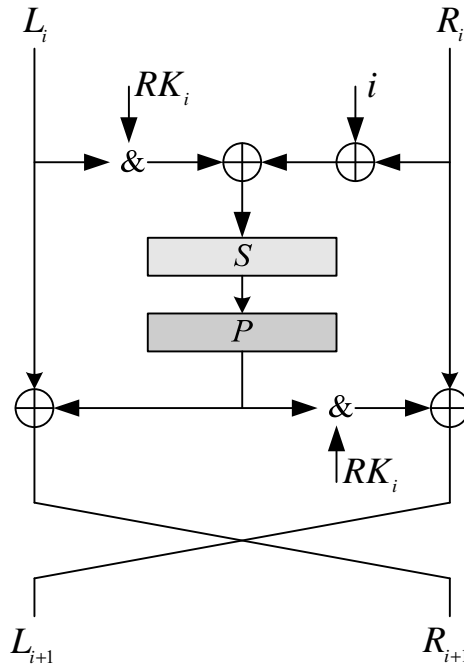 L_i R_i
RK_i i
&
S
P
&
RK_i
L_{i+1} R_{i+1}